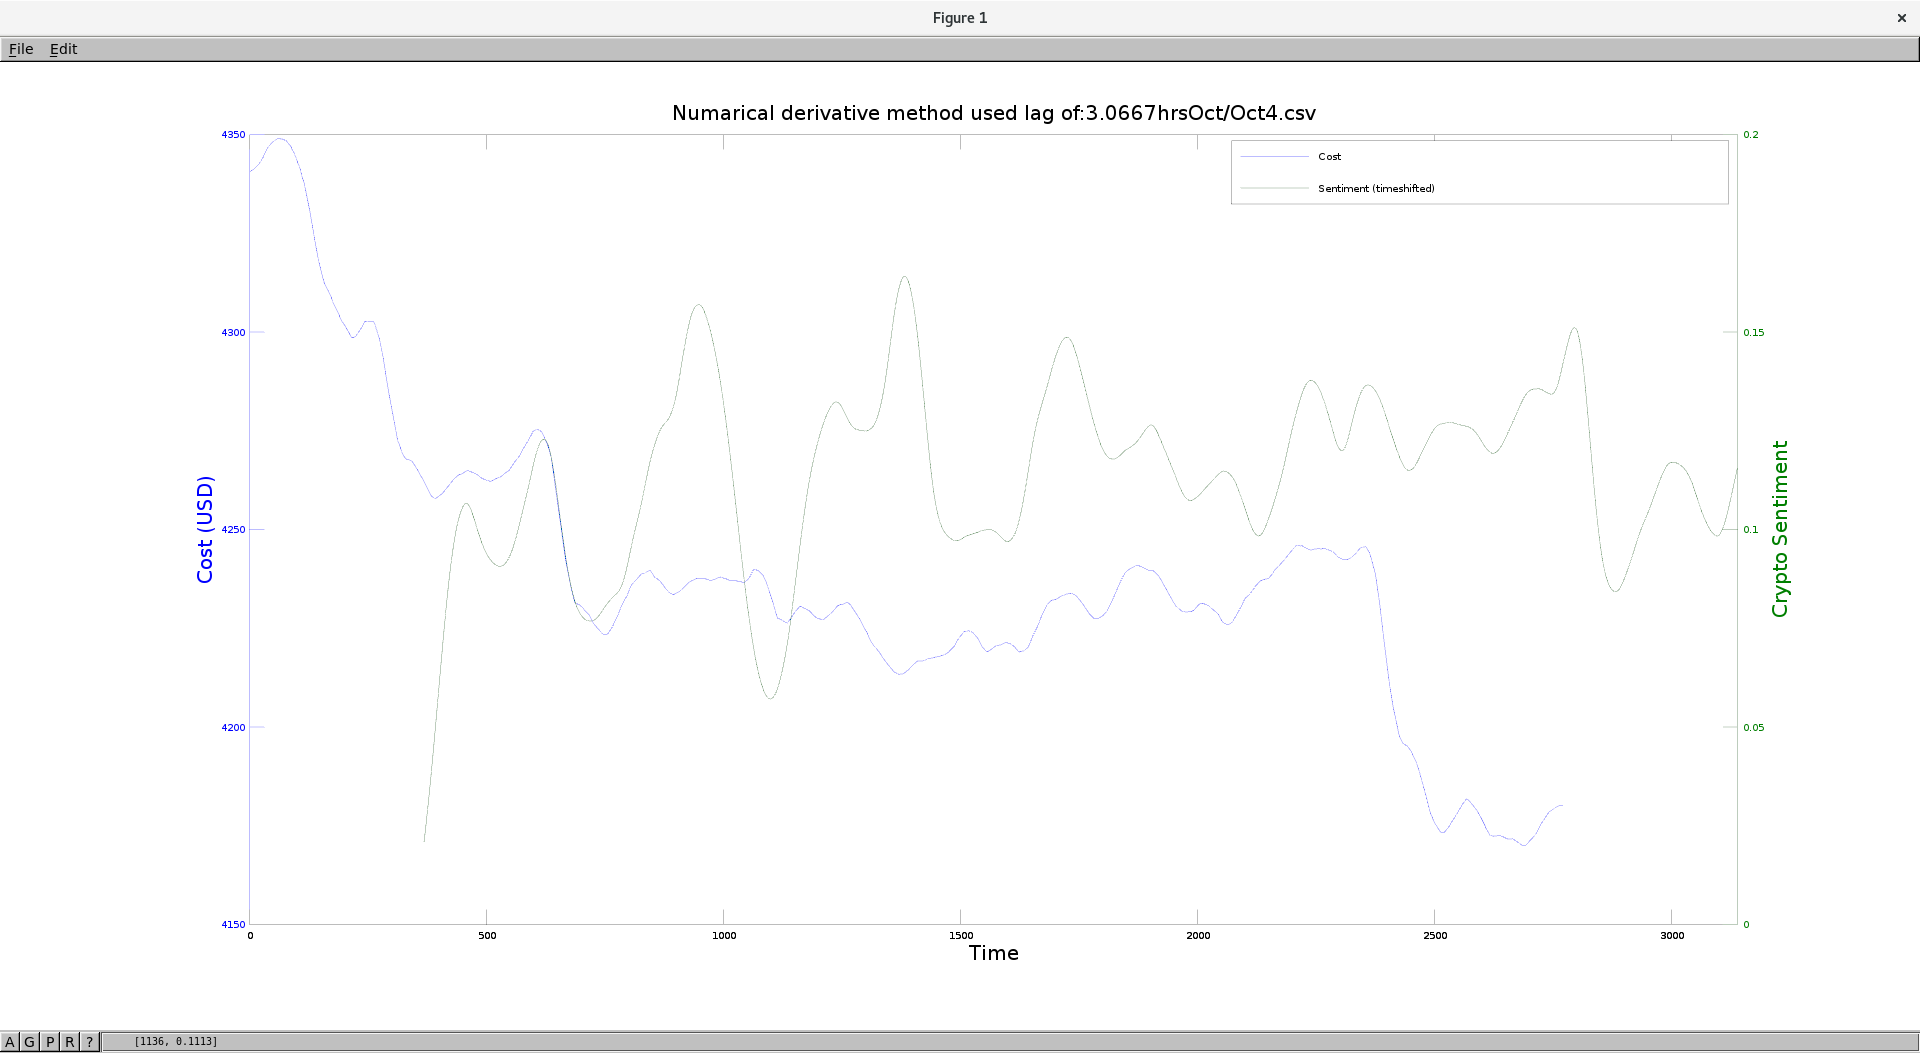 Figure 1
×
File Edit
Numarical derivative method used lag of:3.0667hrsOct/Oct4.csv
Cost
Sentiment (timeshifted)
4350
4300
4250
4200
4150
Cost (USD)
0.2
0.15
0.1
0.05
0
Crypto Sentiment
0 500 1000 1500 2000 2500 3000
Time
A G P R ? [1136, 0.1113]